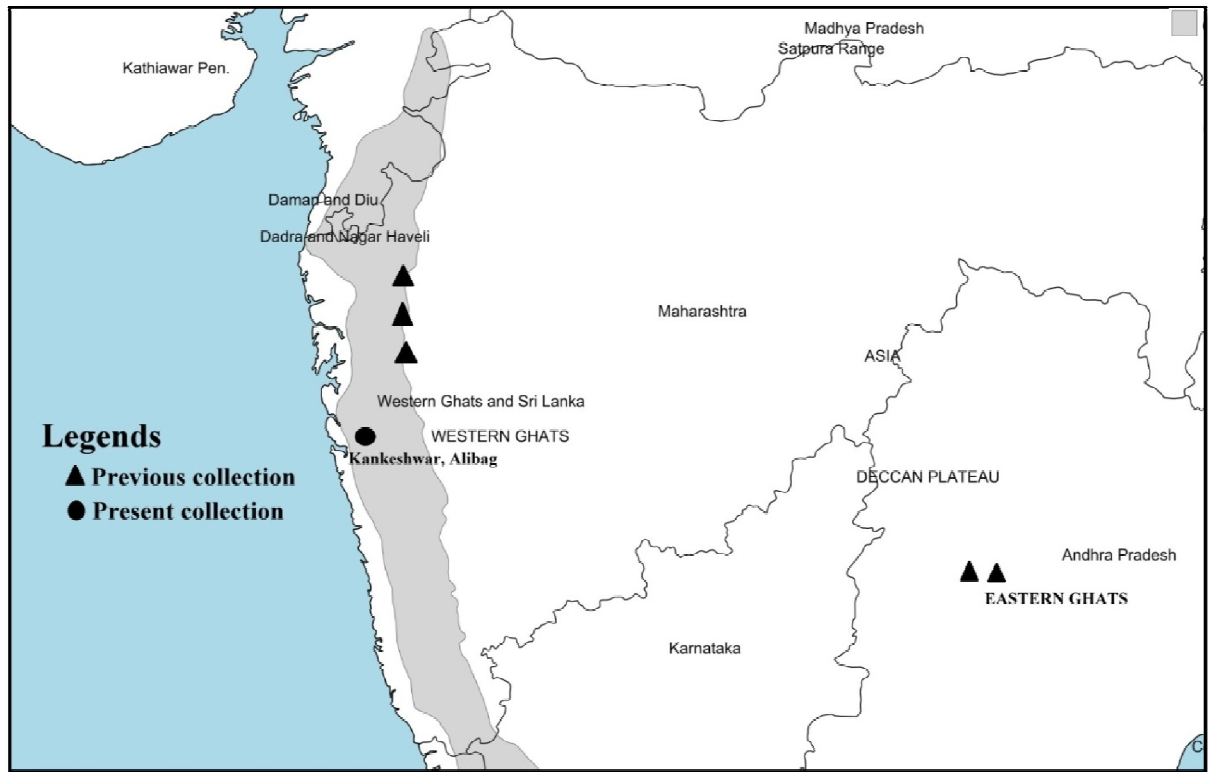 Madhya Pradesh
Satpura Range
Kathiawar Pen.
Daman and Diu
Dadra and Nagar Haveli
Maharashtra
ASIA
Western Ghats and Sri Lanka
WESTERN GHATS
Kankeshwar, Alibag
Legends
Previous collection
Present collection
DECCAN PLATEAU
Andhra Pradesh
EASTERN GHATS
Karnataka
C